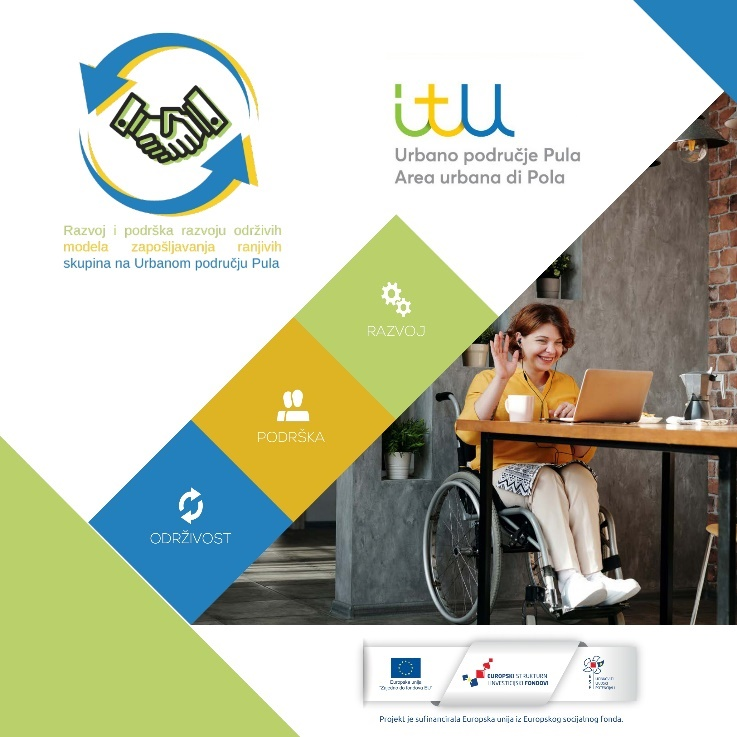 Razvoj i podrška razvoju održivih
modela zapošljavanja ranjivih
skupina na Urbanom području Pula
itu
Urbano područje Pula
Area urbana di Pola
RAZVOJ
PODRŠKA
ODRŽIVOST
Europska unija
"Zajedno do fondova EU"
EUROPSKI STRUKTURNI
I INVESTICIJSKI FONDOVI
Projekt je sufinancirala Europska unija iz Europskog socijalnog fonda.